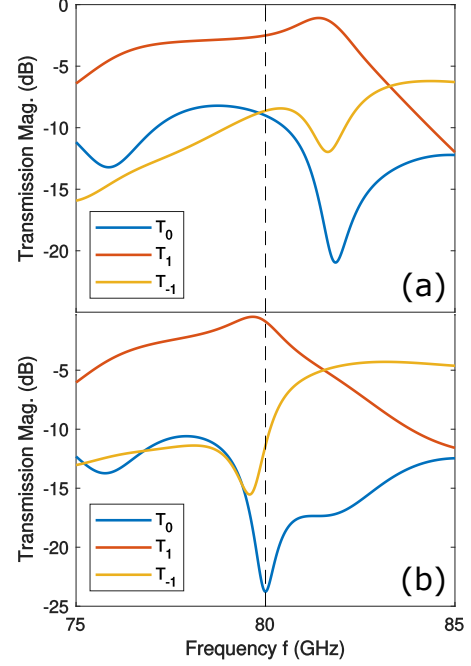 0
-5
-10
-15
-20
Transmission Mag. (dB)
T0
T1
T-1
(a)
-5
-10
-15
-20
-25
Transmission Mag. (dB)
T0
T1
T-1
(b)
75
80
85
Frequency f (GHz)